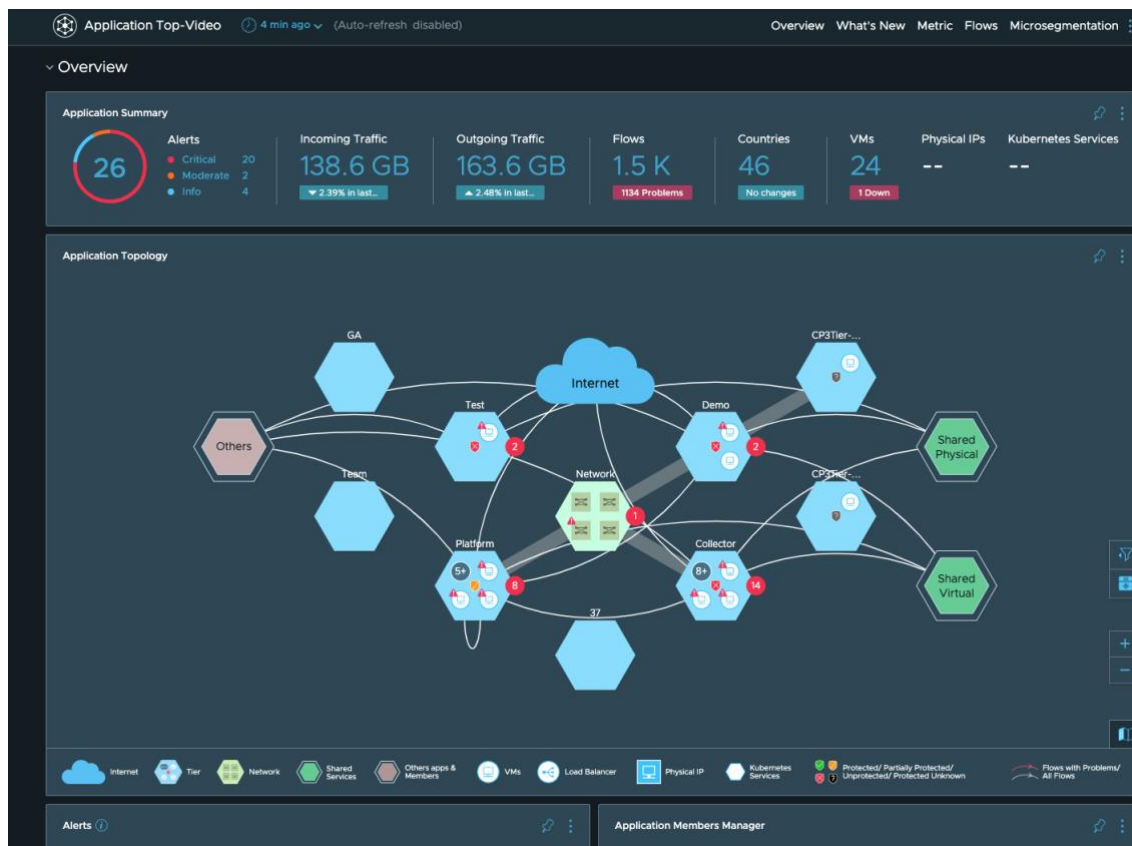 Application Top-Video 4 min ago (Auto-refresh disabled) Overview What's New Metric Flows Microsegmentation
Overview
Application Summary
26
Alerts
Critical 20
Moderate 2
Info 4
Incoming Traffic
138.6 GB
2.39% in last...
Outgoing Traffic
163.6 GB
2.48% in last...
Flows
1.5 K
1134 Problems
Countries
46
No changes
VMs
24
1 Down
Physical IPs
--
Kubernetes Services
--
Application Topology
GA
CP3Tier-...
Internet
Test
Demo
Others
2
2
Shared
Physical
Team
Network
CP3Tier-...
1
Platform
Collector
5+
8
8+
14
Shared
Virtual
37
Internet
Tier
Network
Shared
Services
Others apps &
Members
VMs
Load Balancer
Physical IP
Kubernetes
Services
Protected/ Partially Protected/
Unprotected/ Protected Unknown
Flows with Problems/
All Flows
Alerts
Application Members Manager